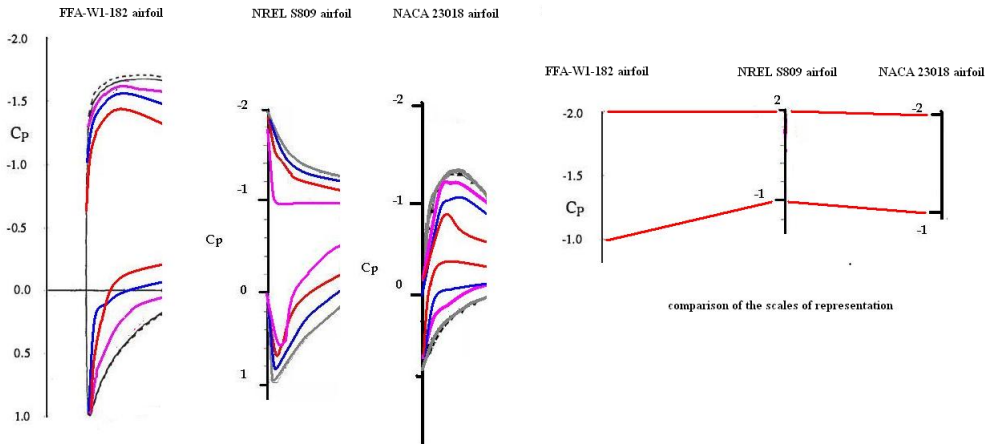 FFA-W1-182 airfoil
-2.0
-1.5
CP
-1.0
-0.5
0.0
0.5
1.0
NREL S809 airfoil
-2
-1
CP
0
1
NACA 23018 airfoil
-2
-1
CP
0
FFA-W1-182 airfoil
-2.0
-1.5
CP
-1.0
NREL S809 airfoil
2
-1
NACA 23018 airfoil
-2
-1
comparison of the scales of representation